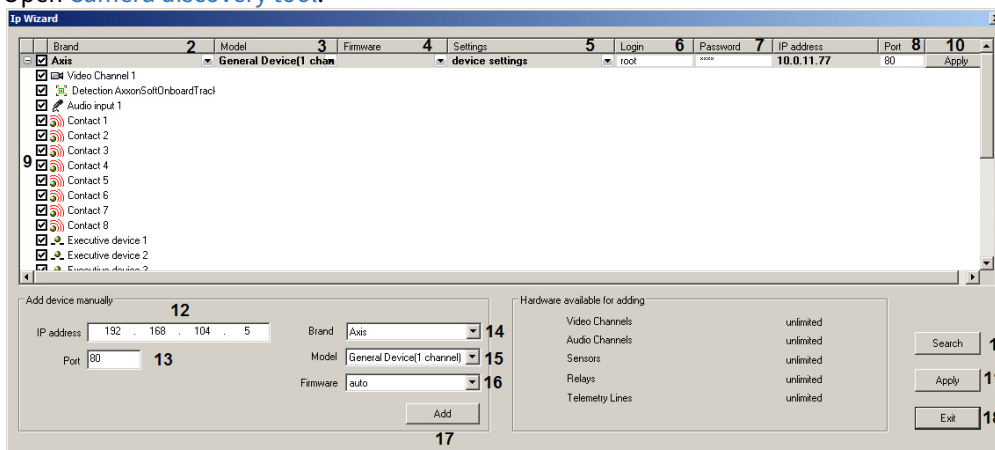 Open Camera discovery tool.
Ip Wizard
Brand 2 Model 3 Firmware 4 Settings 5 Login 6 Password 7 IP address Port 8 10
Axis General Device(1 chan device settings root **** 10.0.11.77 80 Apply
Video Channel 1
Detection AxxonSoftOnboardTrack
Audio input 1
Contact 1
Contact 2
Contact 3
9 Contact 4
Contact 5
Contact 6
Contact 7
Contact 8
Executive device 1
Executive device 2
Executive device 3
Add device manually
12
IP address 192 . 168 . 104 . 5
Port 80 13
Brand Axis 14
Model General Device(1 channel) 15
Firmware auto 16
Add
17
Hardware available for adding
Video Channels unlimited
Audio Channels unlimited
Sensors unlimited
Relays unlimited
Telemetry Lines unlimited
Search 1
Apply 11
Exit 18